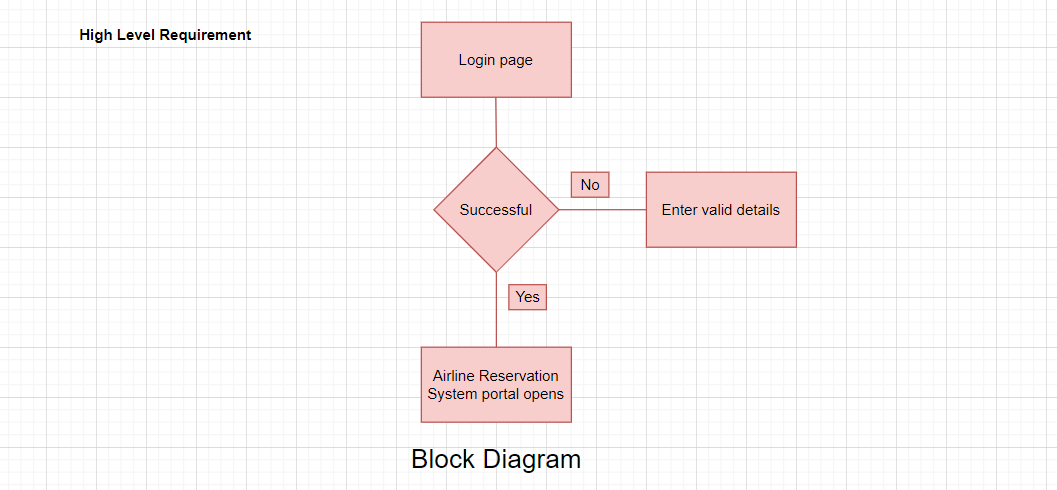 High Level Requirement
Login page
Successful
No
Enter valid details
Yes
Airline Reservation
System portal opens
Block Diagram